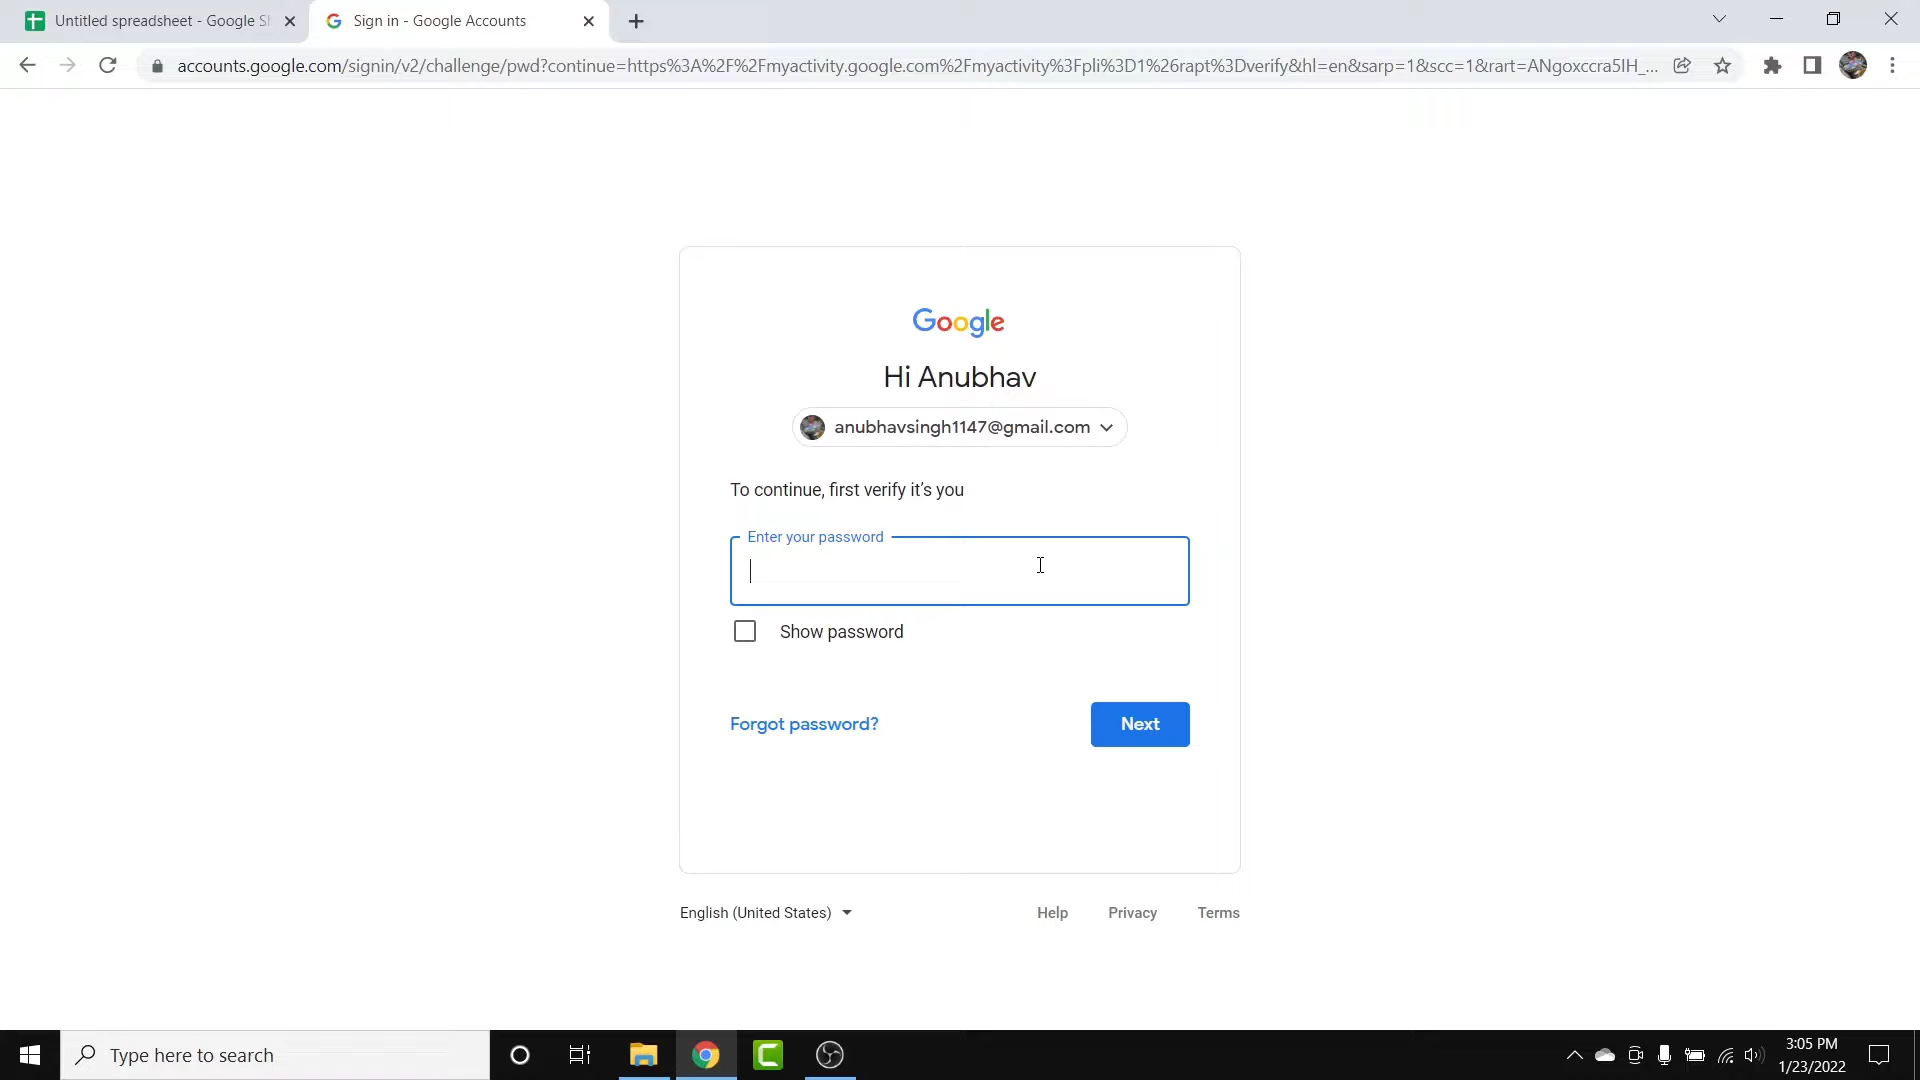 Untitled spreadsheet - Google Sh
Sign in - Google Accounts
accounts.google.com/signin/v2/challenge/pwd?continue=https%3A%2F%2Fmyactivity.google.com%2Fmyactivity%3Fpli%3D1%26rapt%3Dverify&hl=en&sarp=1&scc=1&rart=ANgoxccra5IH_...
Google
Hi Anubhav
anubhavsingh1147@gmail.com
To continue, first verify it's you
Enter your password
Show password
Forgot password?
Next
English (United States)
Help
Privacy
Terms
Type here to search
3:05 PM
1/23/2022